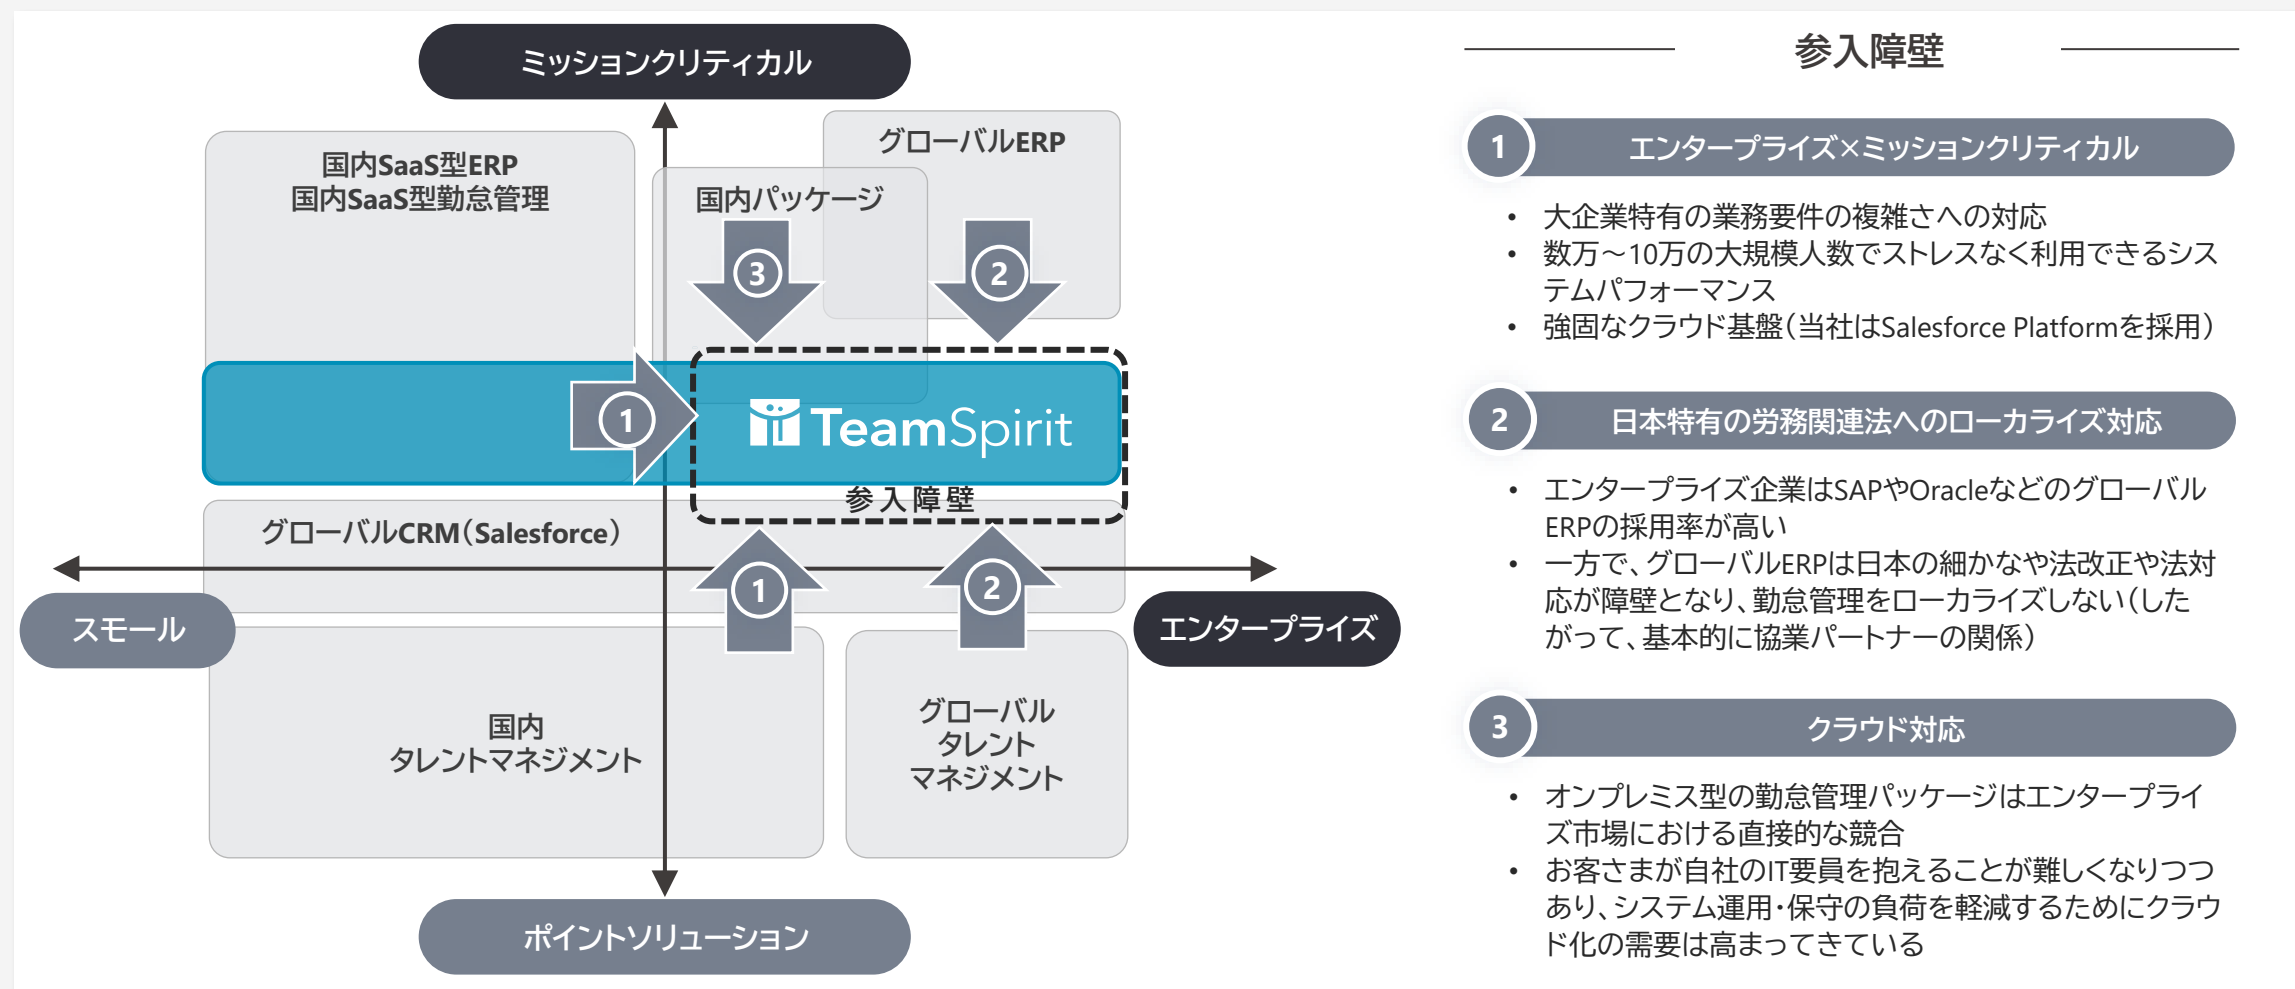 ミッションクリティカル
国内SaaS型ERP
国内SaaS型勤怠管理
国内パッケージ
グローバルERP
3
2
1
TeamSpirit
参入障壁
グローバルCRM（Salesforce）
1
2
スモール
エンタープライズ
国内
タレントマネジメント
グローバル
タレント
マネジメント
ポイントソリューション
参入障壁
1
エンタープライズ×ミッションクリティカル
• 大企業特有の業務要件の複雑さへの対応
• 数万～10万の大規模人数でストレスなく利用できるシス
テムパフォーマンス
• 強固なクラウド基盤（当社はSalesforce Platformを採用）
2
日本特有の労務関連法へのローカライズ対応
• エンタープライズ企業はSAPやOracleなどのグローバル
ERPの採用率が高い
• 一方で、グローバルERPは日本の細かなや法改正や法対
応が障壁となり、勤怠管理をローカライズしない（した
がって、基本的に協業パートナーの関係）
3
クラウド対応
• オンプレミス型の勤怠管理パッケージはエンタープライ
ズ市場における直接的な競合
• お客さまが自社のIT要員を抱えることが難しくなりつつ
あり、システム運用・保守の負荷を軽減するためにクラウ
ド化の需要は高まってきている